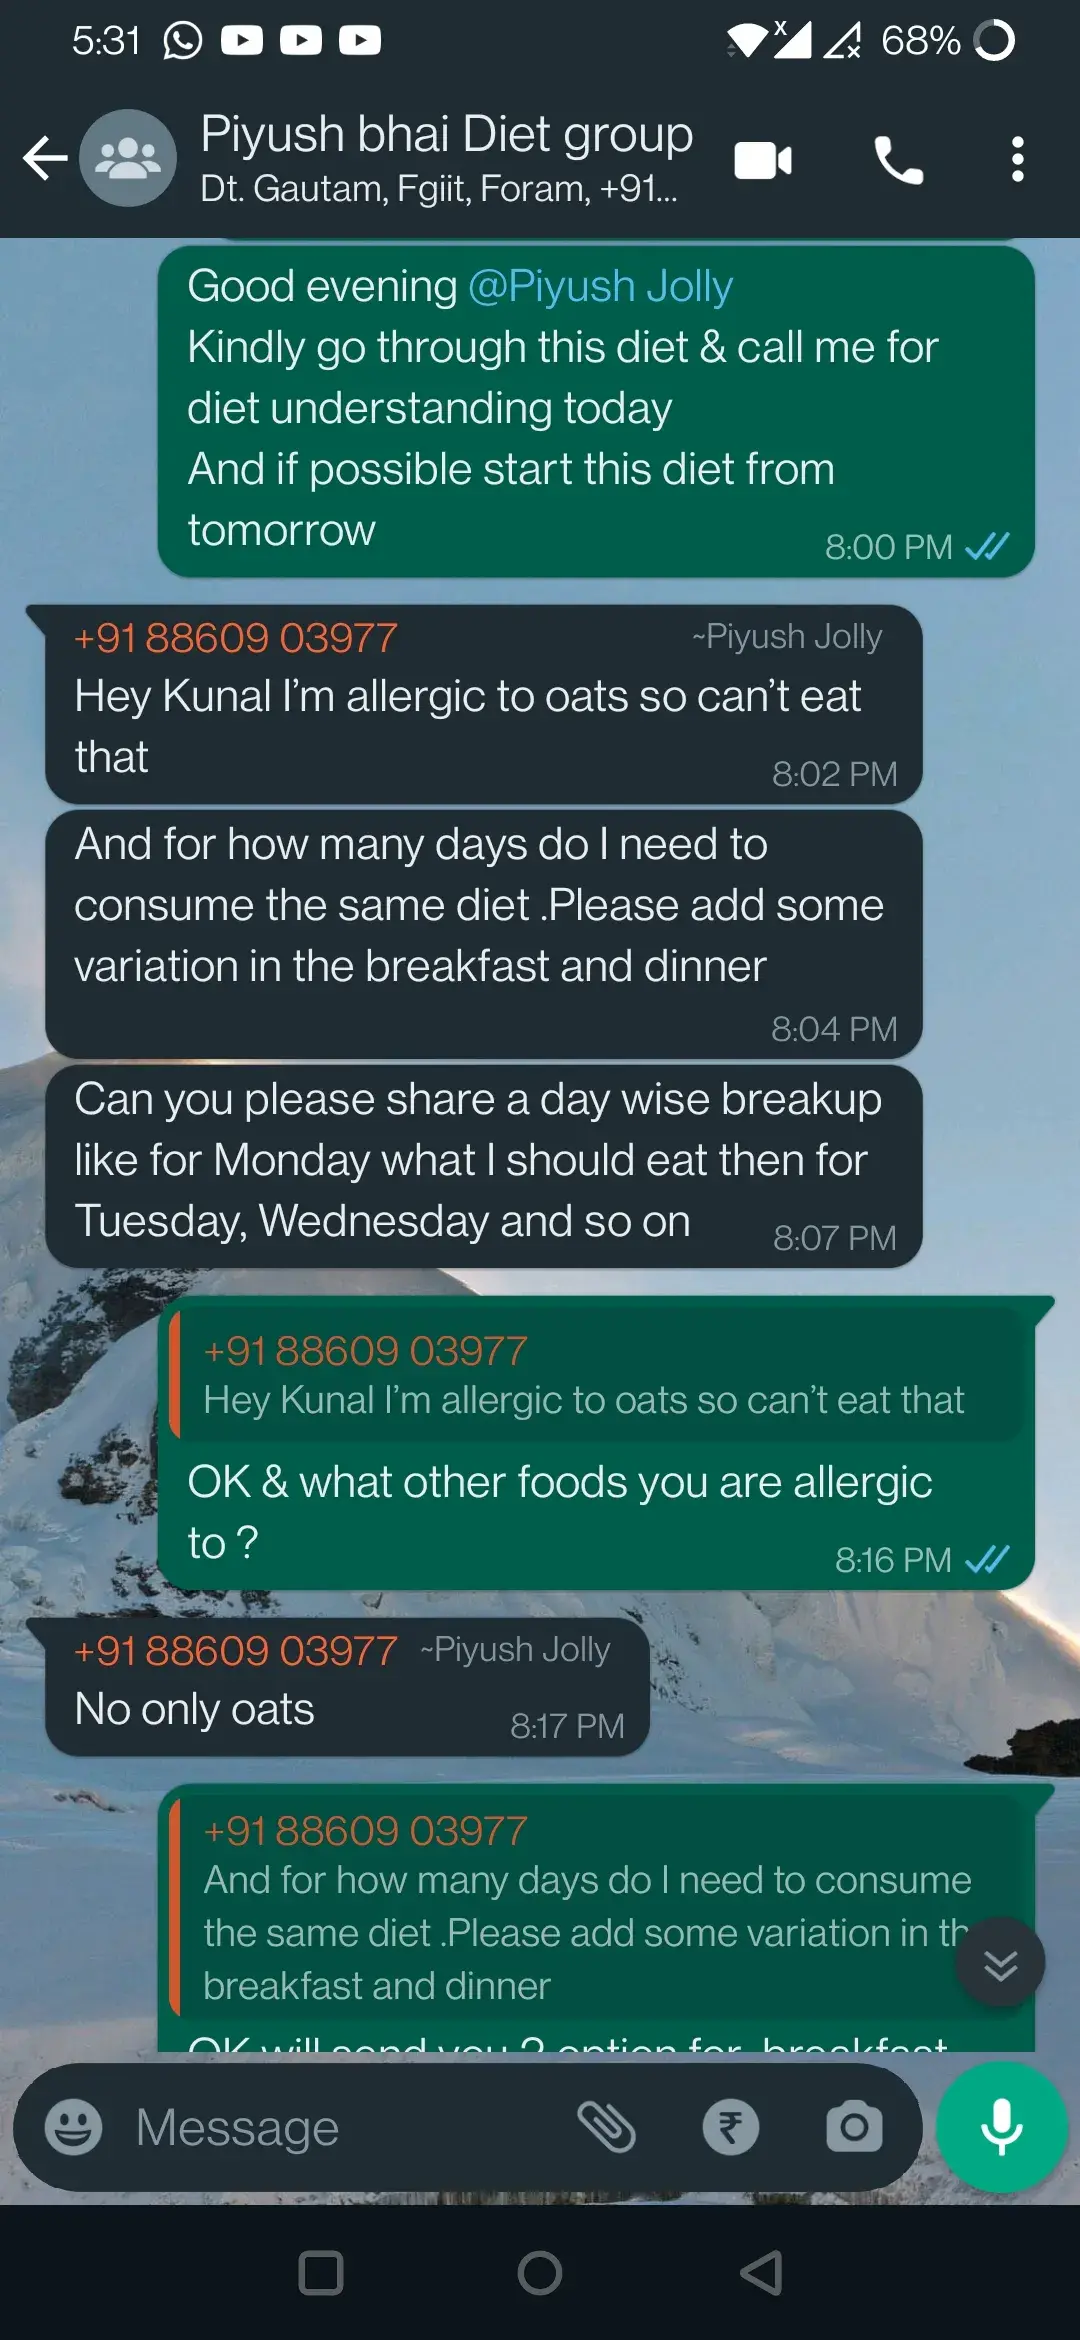 5:31
68%
Piyush bhai Diet group
Dt. Gautam, Fgiit, Foram, +91...
Good evening @Piyush Jolly
Kindly go through this diet & call me for
diet understanding today
And if possible start this diet from
tomorrow
8:00 PM
+91 88609 03977 ~Piyush Jolly
Hey Kunal I'm allergic to oats so can't eat
that
8:02 PM
And for how many days do I need to
consume the same diet .Please add some
variation in the breakfast and dinner
8:04 PM
Can you please share a day wise breakup
like for Monday what I should eat then for
Tuesday, Wednesday and so on
8:07 PM
+91 88609 03977
Hey Kunal I'm allergic to oats so can't eat that
OK & what other foods you are allergic
to ?
8:16 PM
+91 88609 03977 ~Piyush Jolly
No only oats
8:17 PM
+91 88609 03977
And for how many days do I need to consume
the same diet .Please add some variation in
breakfast and dinner
OK will send you 2 option for breakfast
Message